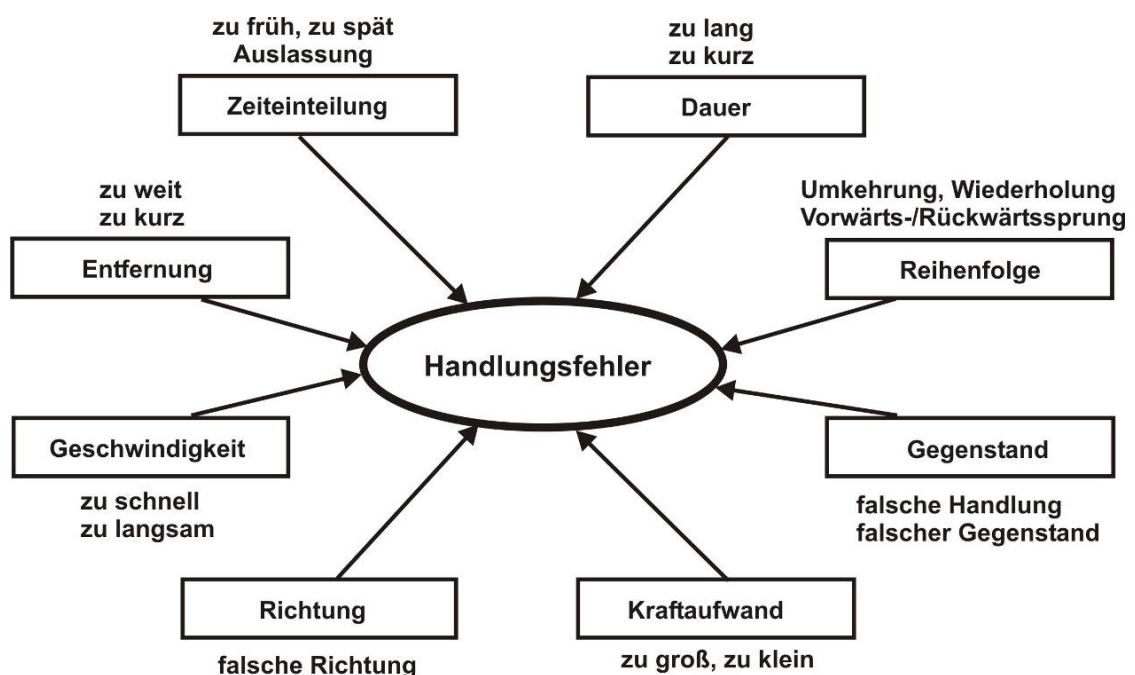 zu früh, zu spät
Auslassung
Zeiteinteilung
zu lang
zu kurz
Dauer
zu weit
zu kurz
Entfernung
Umkehrung, Wiederholung
Vorwärts-/Rückwärtssprung
Reihenfolge
Handlungsfehler
Geschwindigkeit
zu schnell
zu langsam
Gegenstand
falsche Handlung
falscher Gegenstand
Richtung
falsche Richtung
Kraftaufwand
zu groß, zu klein